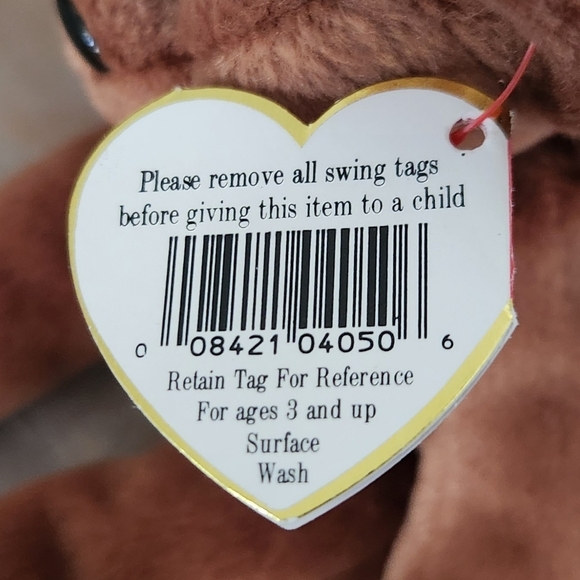 Please remove all swing tags
before giving this item to a child
0 08421 04050 6
Retain Tag For Reference
For ages 3 and up
Surface
Wash